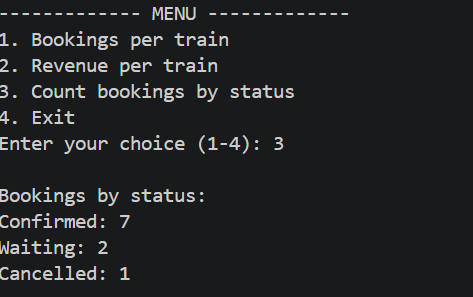 ------------- MENU -------------
1. Bookings per train
2. Revenue per train
3. Count bookings by status
4. Exit
Enter your choice (1-4): 3
Bookings by status:
Confirmed: 7
Waiting: 2
Cancelled: 1